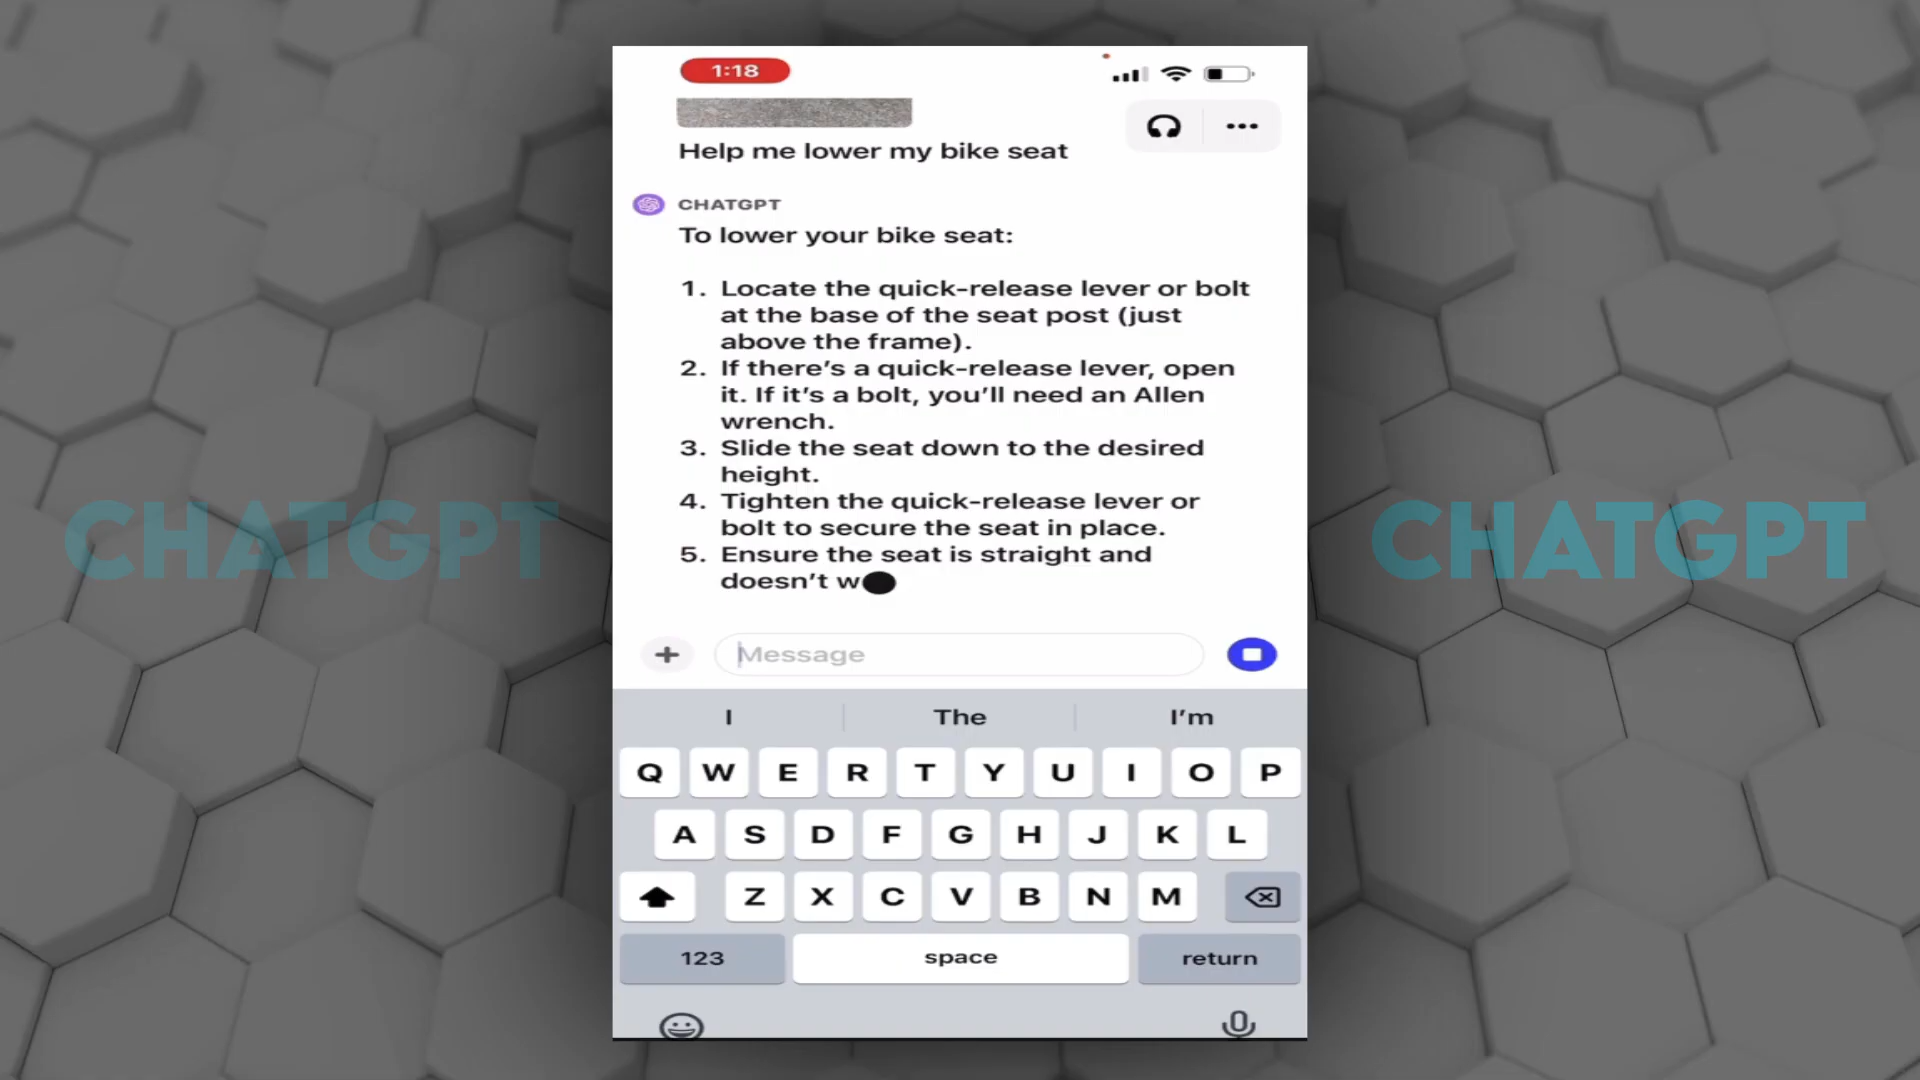 1:18
Help me lower my bike seat
CHATGPT
To lower your bike seat:
1. Locate the quick-release lever or bolt
at the base of the seat post (just
above the frame).
2. If there's a quick-release lever, open
it. If it's a bolt, you'll need an Allen
wrench.
3. Slide the seat down to the desired
height.
4. Tighten the quick-release lever or
bolt to secure the seat in place.
5. Ensure the seat is straight and
doesn't w
CHATGPT
CHATGPT
Message
I The I'm
Q W E R T Y U I O P
A S D F G H J K L
Z X C V B N M
123 space return